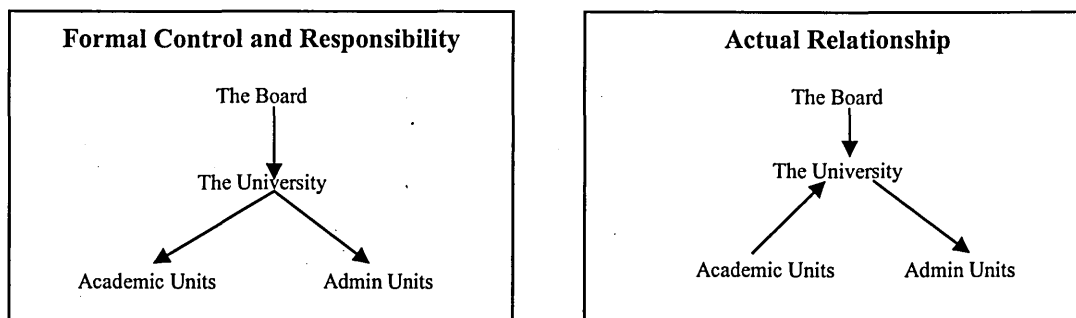 Formal Control and Responsibility
The Board
The University
Academic Units
Admin Units
Actual Relationship
The Board
The University
Academic Units
Admin Units